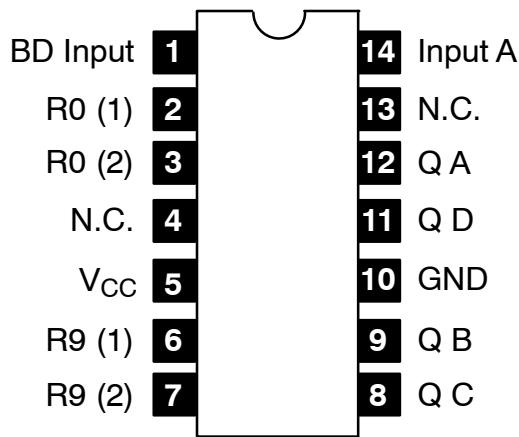 BD Input 1 14 Input A
R0 (1) 2 13 N.C.
R0 (2) 3 12 Q A
N.C. 4 11 Q D
VCC 5 10 GND
R9 (1) 6 9 Q B
R9 (2) 7 8 Q C